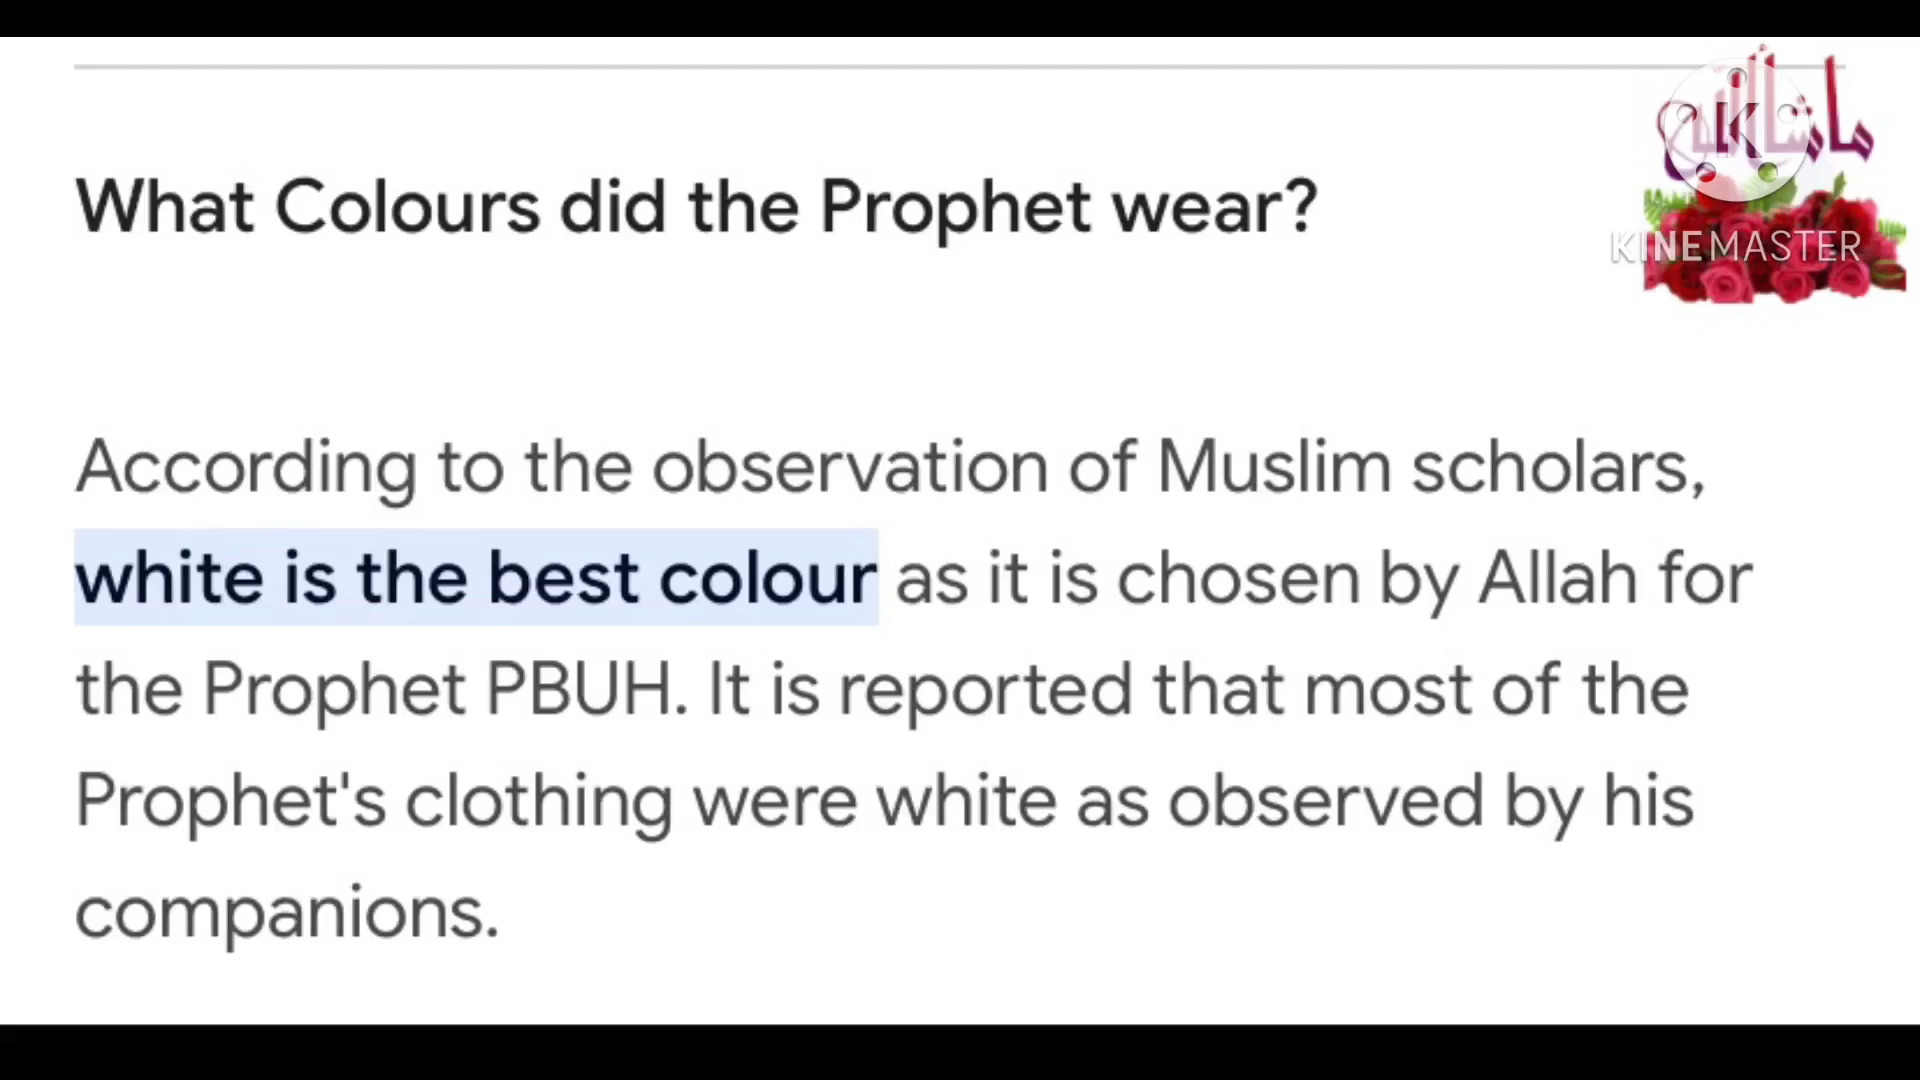 What Colours did the Prophet wear?
ماشاالله
K
KINEMASTER
According to the observation of Muslim scholars,
white is the best colour as it is chosen by Allah for
the Prophet PBUH. It is reported that most of the
Prophet's clothing were white as observed by his
companions.